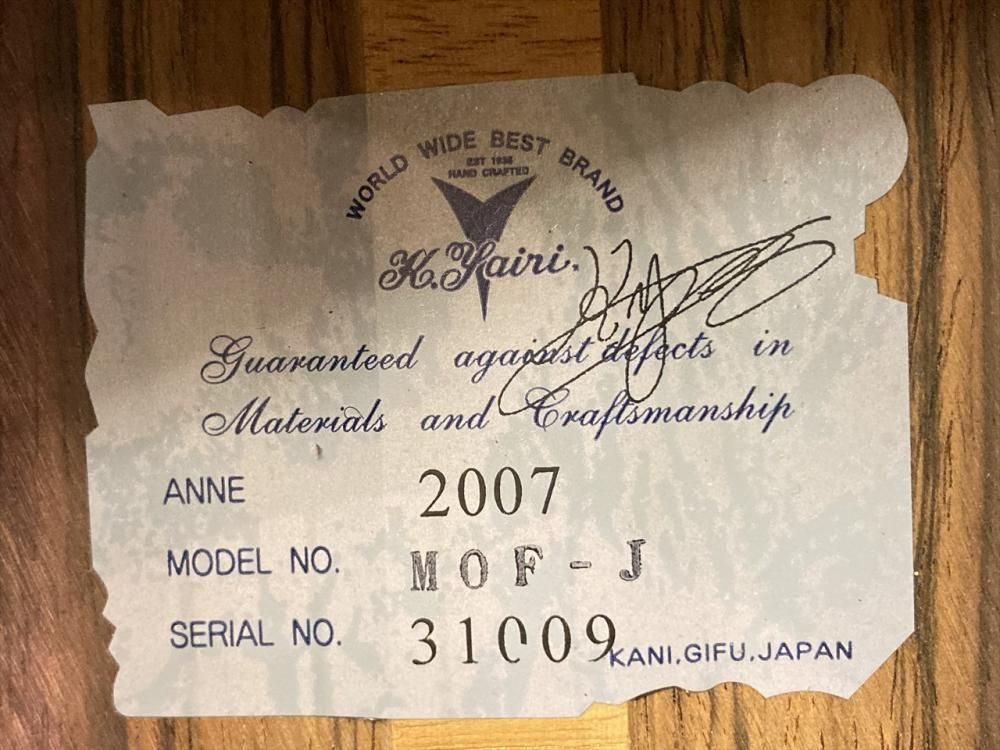 WORLD WIDE BEST BRAND
EST 1935
HAND CRAFTED
K.Yairi.
Guaranteed against defects in
Materials and Craftsmanship
ANNE 2007
MODEL NO. MOF-J
SERIAL NO. 31009
KANI.GIFU.JAPAN